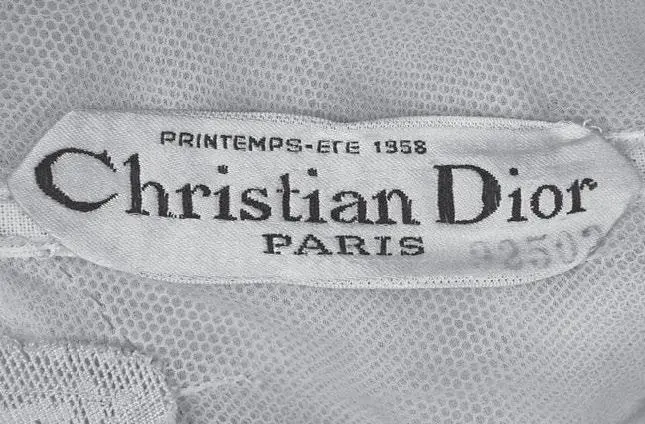 PRINTEMPS-ETE 1958
Christian Dior
PARIS